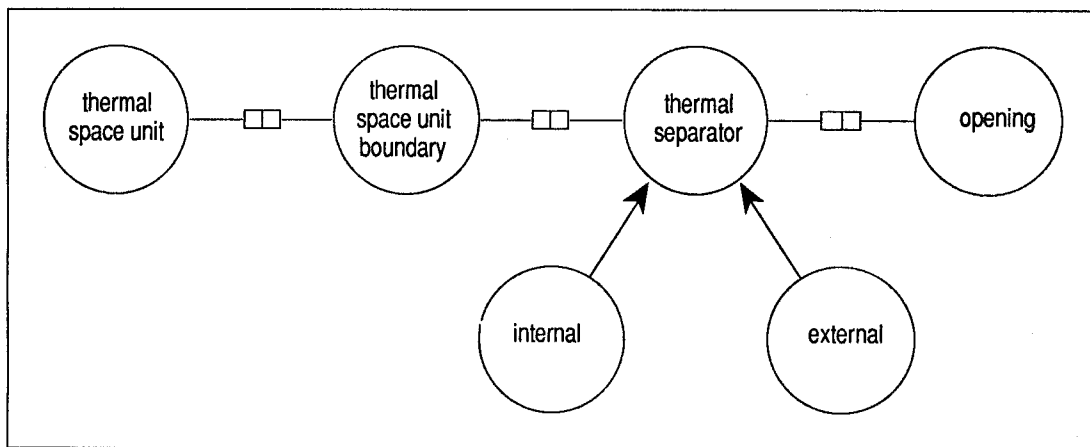 thermal
space unit
thermal
space unit
boundary
thermal
separator
opening
internal
external